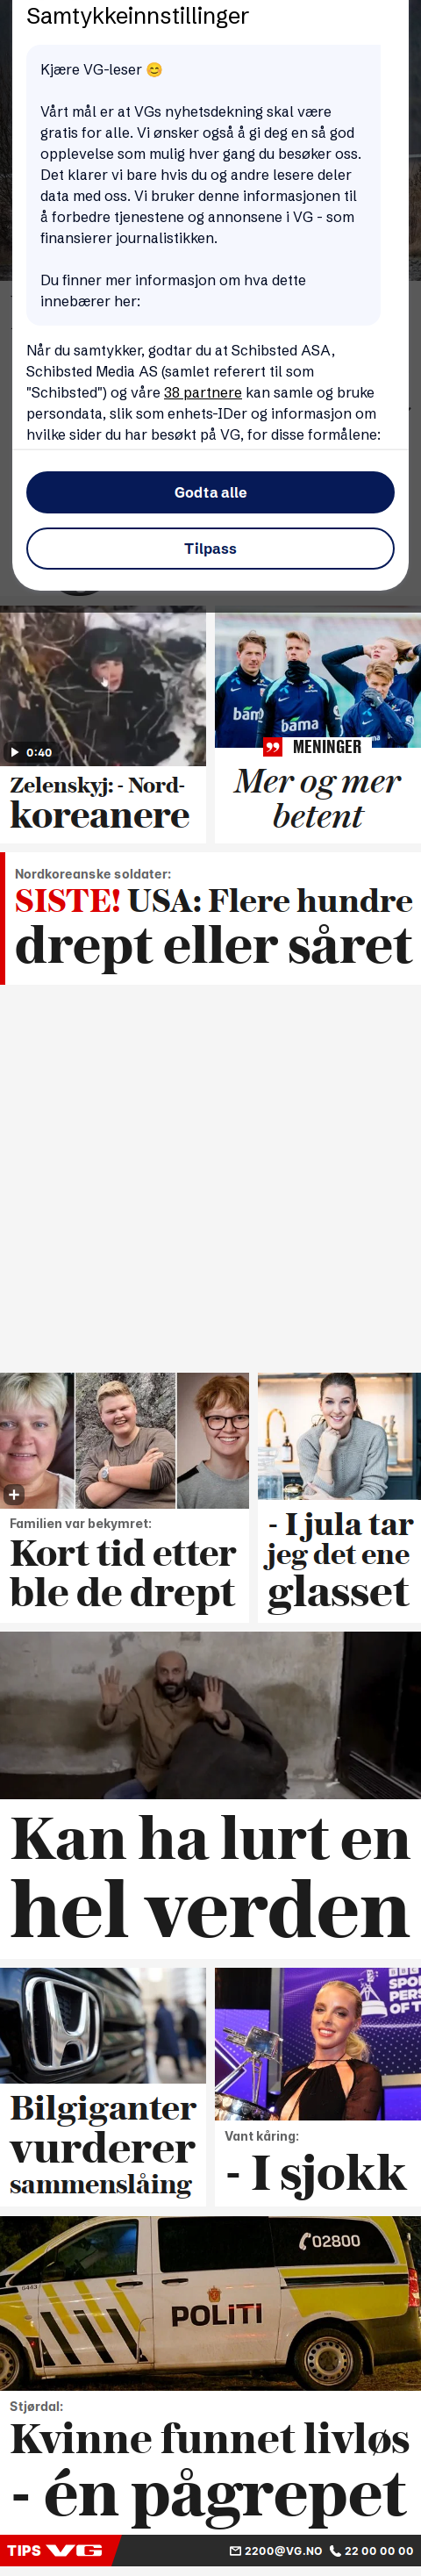 Samtykkeinnstillinger
Kjære VG-leser 😊
Vårt mål er at VGs nyhetsdekning skal være
gratis for alle. Vi ønsker også å gi deg en så god
opplevelse som mulig hver gang du besøker oss.
Det klarer vi bare hvis du og andre lesere deler
data med oss. Vi bruker denne informasjonen til
å forbedre tjenestene og annonsene i VG - som
finansierer journalistikken.
Du finner mer informasjon om hva dette
innebærer her:
Når du samtykker, godtar du at Schibsted ASA,
Schibsted Media AS (samlet referert til som
"Schibsted") og våre 38 partnere kan samle og bruke
persondata, slik som enhets-IDer og informasjon om
hvilke sider du har besøkt på VG, for disse formålene:
Godta alle
Tilpass
0:40
Zelenskyj: - Nord-
koreanere
bama
bama
MENINGER
Mer og mer
betent
Nordkoreanske soldater:
SISTE! USA: Flere hundre
drept eller såret
Familien var bekymret:
Kort tid etter
ble de drept
- I jula tar
jeg det ene
glasset
Kan ha lurt en
hel verden
Bilgiganter
vurderer
sammenslåing
SPO
PERSON
OF T
Vant kåring:
- I sjokk
02800
POLITI
Stjørdal:
Kvinne funnet livløs
- én pågrepet
TIPS VG
2200@VG.NO 22 00 00 00